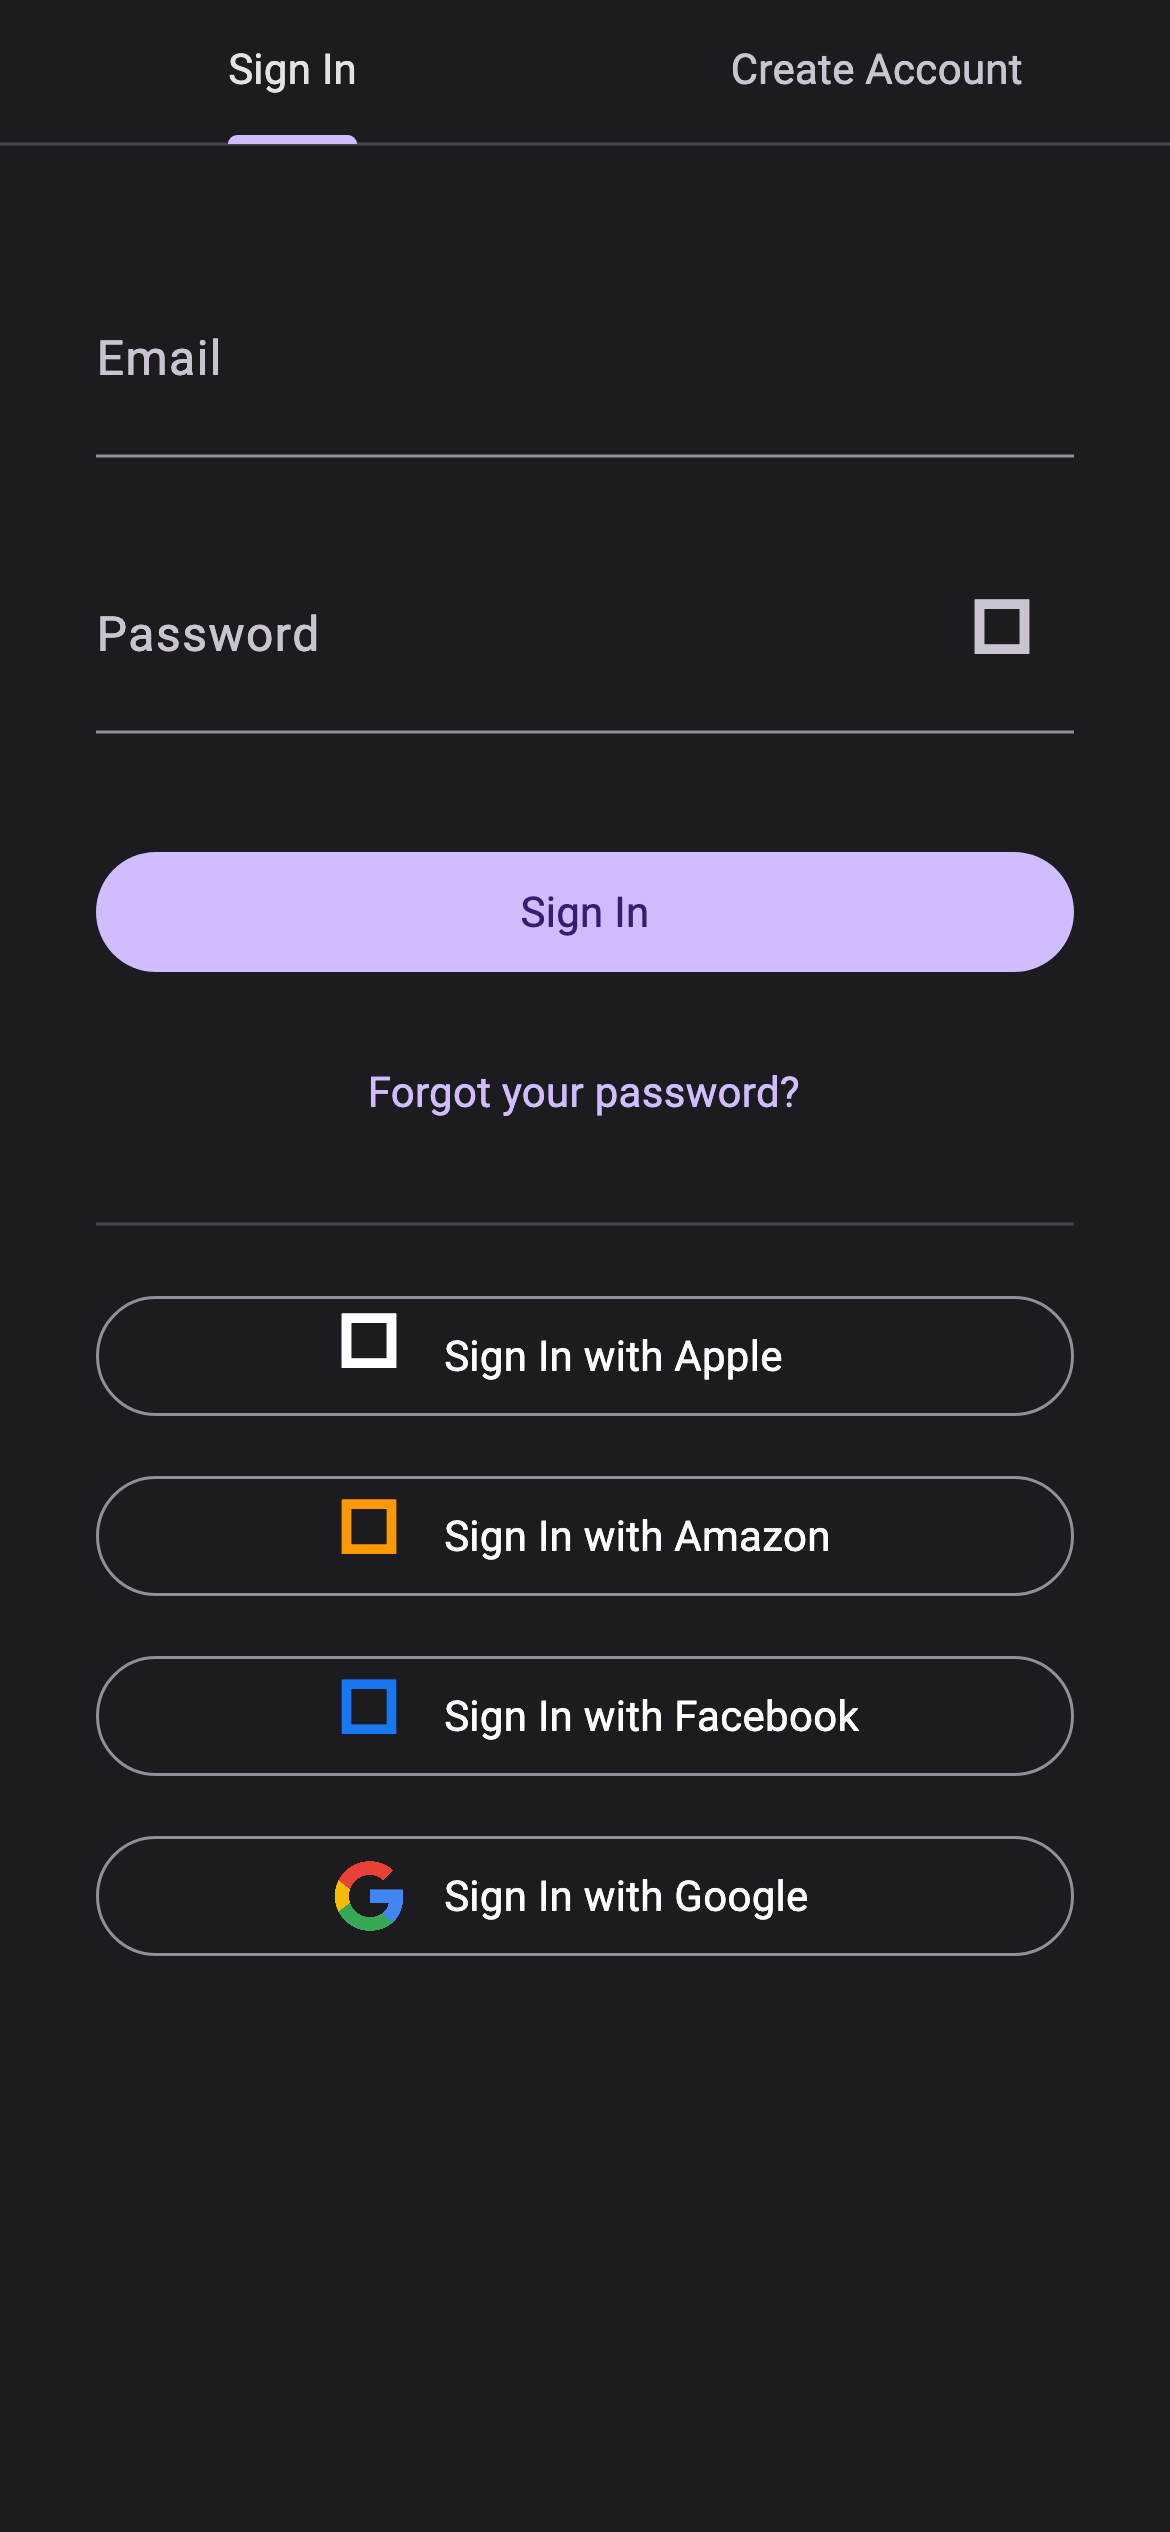 Sign In
Create Account
Email
Password
Sign In
Forgot your password?
Sign In with Apple
Sign In with Amazon
Sign In with Facebook
Sign In with Google